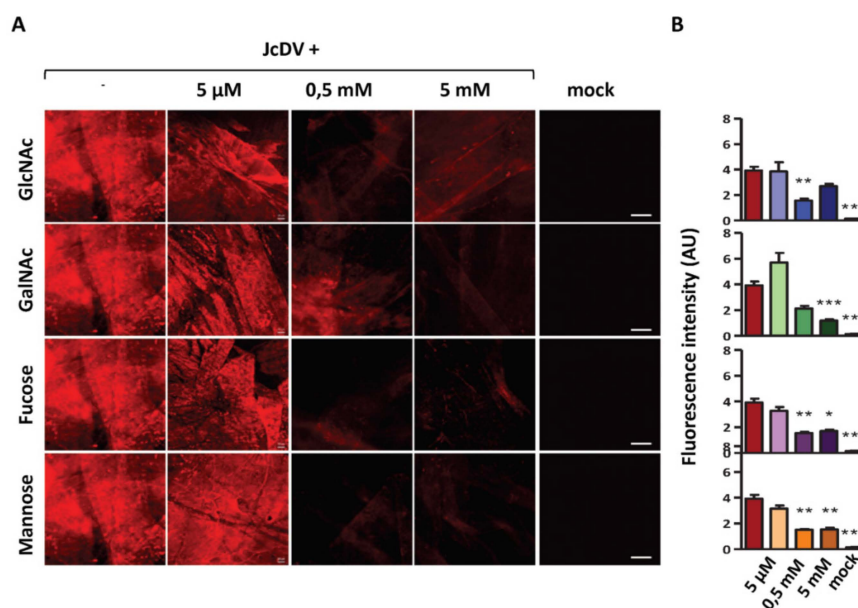 A
B
JcDV +
- 5 µM 0,5 mM 5 mM mock
GlcNAc
GalNAc
Fucose
Mannose
Fluorescence intensity (AU)
8
6
4
2
0
** **
8
6
4
2
0
*** **
8
6
4
2
0
** * **
8
6
4
2
0
** ** **
5 µM
0,5 mM
5 mM
mock